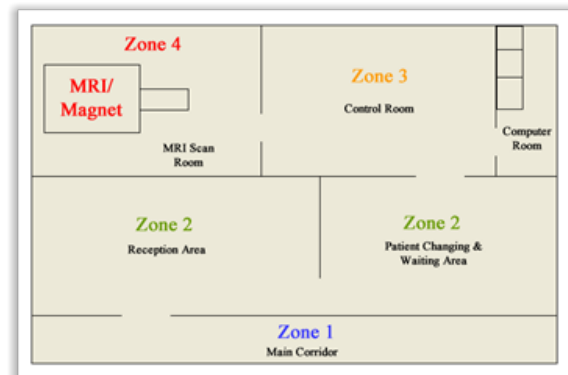 Zone 4
MRI/
Magnet
MRI Scan
Room
Zone 3
Control Room
Computer
Room
Zone 2
Reception Area
Zone 2
Patient Changing &
Waiting Area
Zone 1
Main Corridor